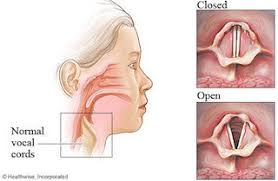 Closed
Open
Normal
vocal
cords
© Healthwise, Incorporated